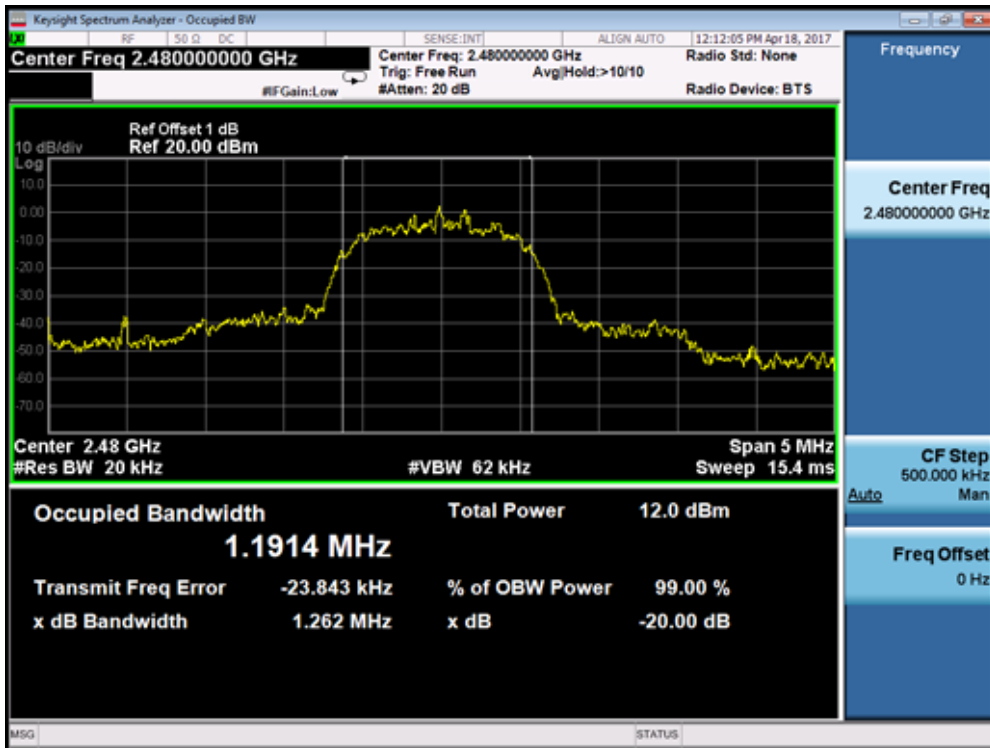 Keysight Spectrum Analyzer - Occupied BW
RF 50 Ω DC SENSE:INT ALIGN AUTO 12:12:05 PM Apr 18, 2017
Center Freq 2.480000000 GHz
Center Freq: 2.480000000 GHz Radio Std: None
Trig: Free Run Avg|Hold:>10/10
#IFGain:Low #Atten: 20 dB Radio Device: BTS
Ref Offset 1 dB
10 dB/div Ref 20.00 dBm
Log
10.0
0.00
-10.0
-20.0
-30.0
-40.0
-50.0
-60.0
-70.0
Center 2.48 GHz Span 5 MHz
#Res BW 20 kHz #VBW 62 kHz Sweep 15.4 ms
Occupied Bandwidth Total Power 12.0 dBm
1.1914 MHz
Transmit Freq Error -23.843 kHz % of OBW Power 99.00 %
x dB Bandwidth 1.262 MHz x dB -20.00 dB
MSG STATUS
Frequency
Center Freq
2.480000000 GHz
CF Step
500.000 kHz
Auto Man
Freq Offset
0 Hz